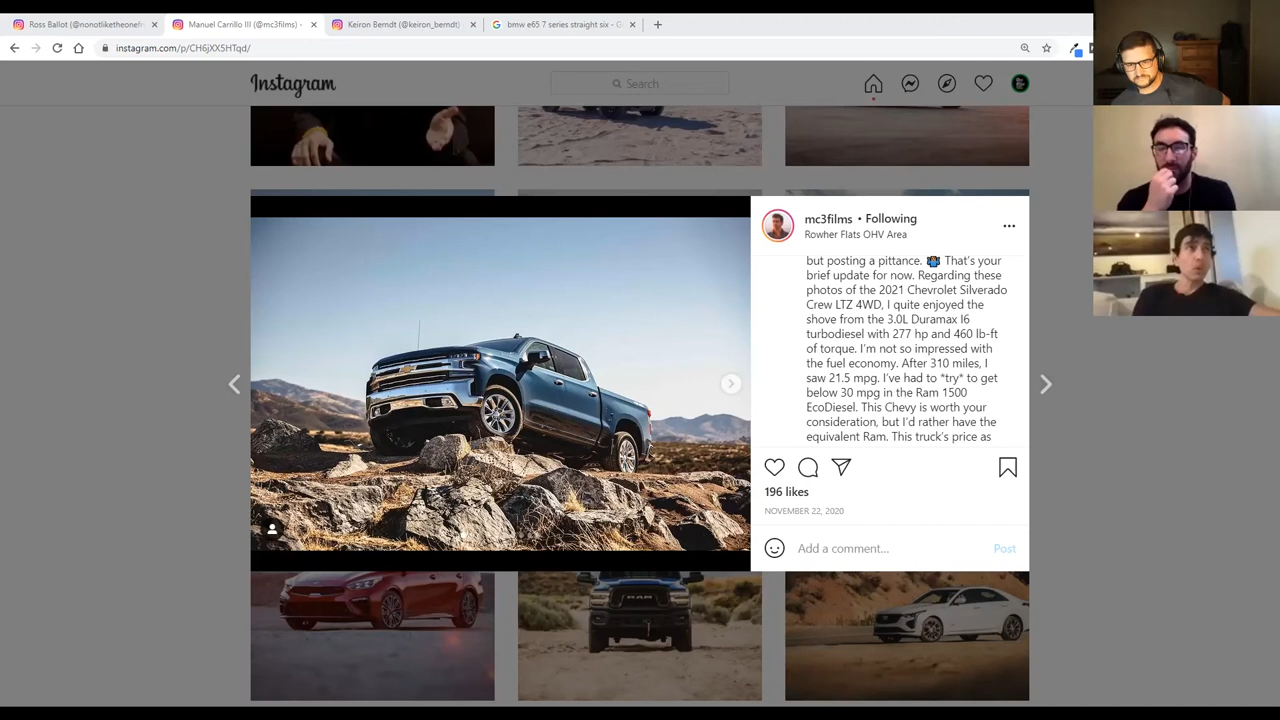 Ross Ballot (@nonotliketheonefr
Manuel Carrillo III (@mc3films) •
Keiron Berndt (@keiron_berndt)
bmw e65 7 series straight six - G
instagram.com/p/CH6jXX5HTqd/
Instagram
Search
mc3films • Following
Rowher Flats OHV Area
but posting a pittance. 🤷🏽‍♂️ That's your
brief update for now. Regarding these
photos of the 2021 Chevrolet Silverado
Crew LTZ 4WD, I quite enjoyed the
shove from the 3.0L Duramax I6
turbodiesel with 277 hp and 460 lb-ft
of torque. I'm not so impressed with
the fuel economy. After 310 miles, I
saw 21.5 mpg. I've had to *try* to get
below 30 mpg in the Ram 1500
EcoDiesel. This Chevy is worth your
consideration, but I'd rather have the
equivalent Ram. This truck's price as
196 likes
NOVEMBER 22, 2020
Add a comment...
Post
RAM